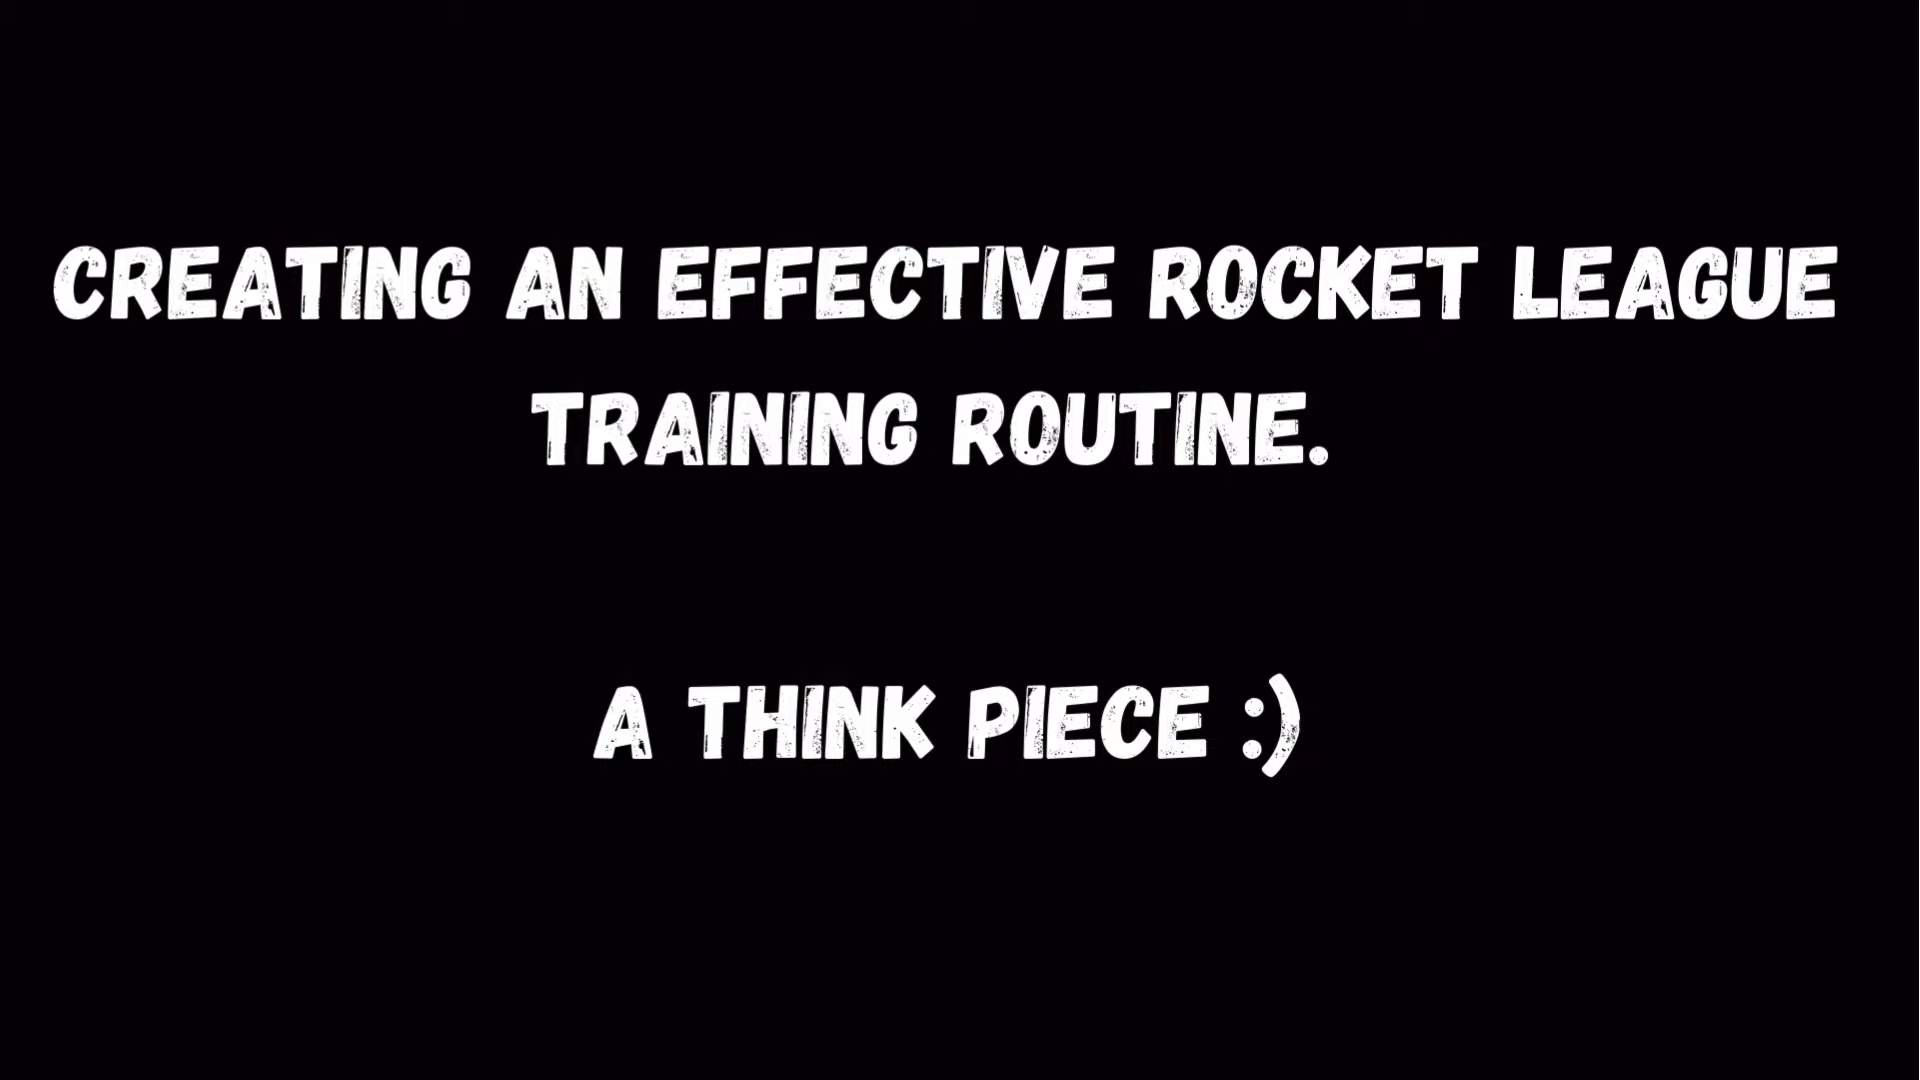 CREATING AN EFFECTIVE ROCKET LEAGUE
TRAINING ROUTINE.
A THINK PIECE :)